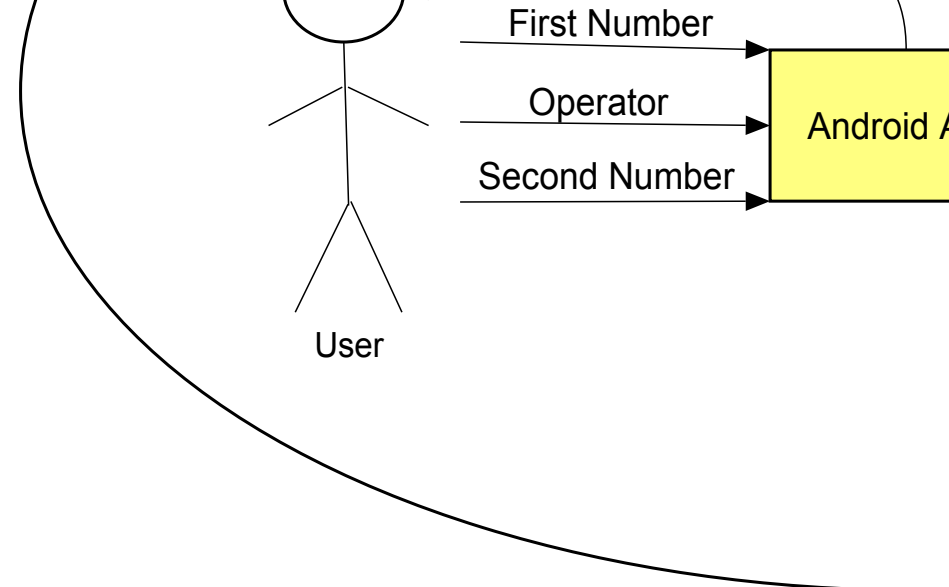 First Number
Operator
Android
Second Number
User